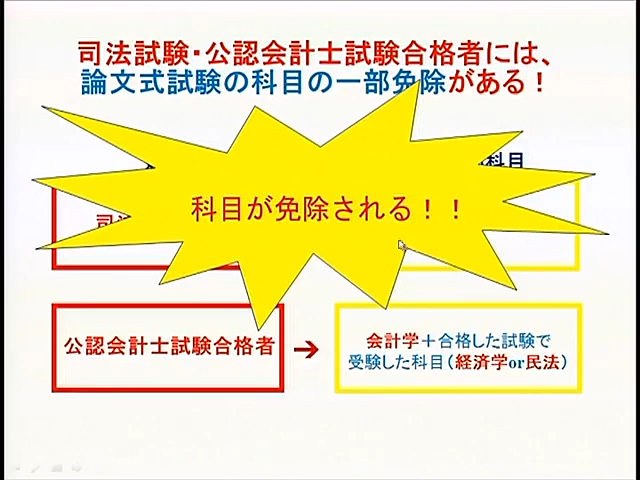 司法試験・公認会計士試験合格者には、
論文式試験の科目の一部免除がある！
科目
科目が免除される！！
司法
公認会計士試験合格者
→
会計学＋合格した試験で
受験した科目（経済学or民法）